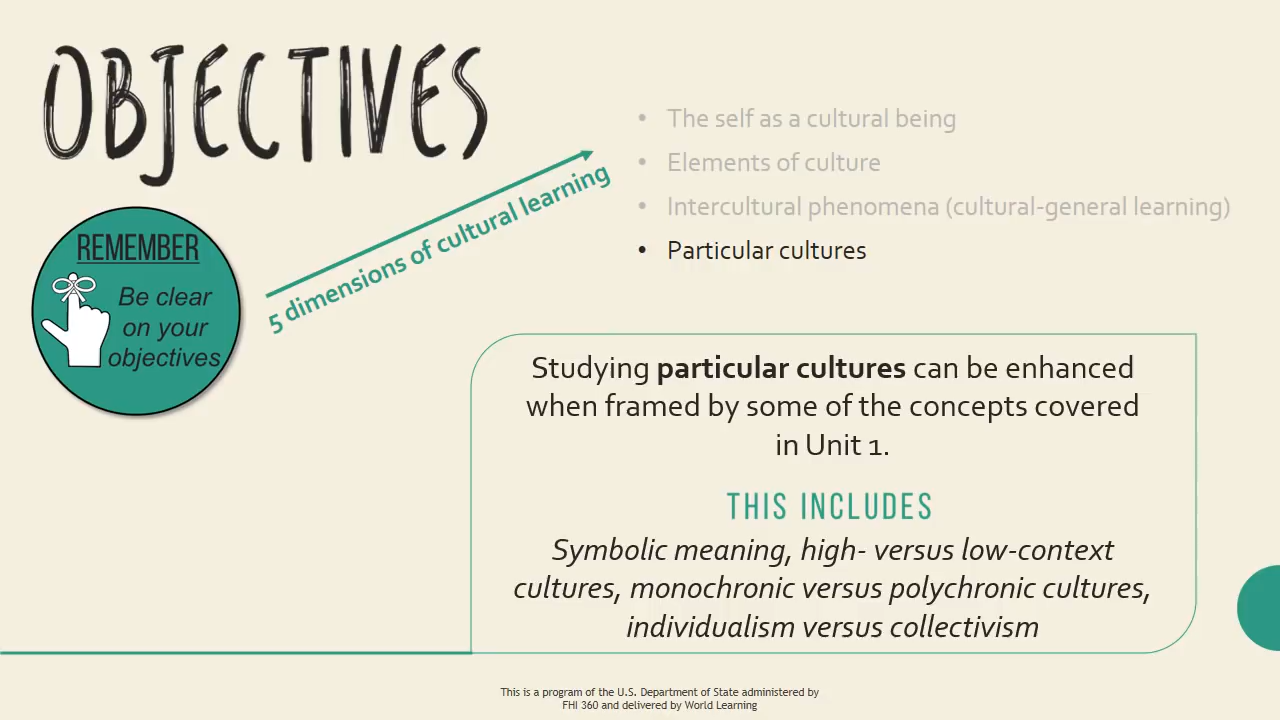 OBJECTIVES
REMEMBER
Be clear
on your
objectives
5 dimensions of cultural learning
• The self as a cultural being
• Elements of culture
• Intercultural phenomena (cultural-general learning)
• Particular cultures
Studying particular cultures can be enhanced
when framed by some of the concepts covered
in Unit 1.
THIS INCLUDES
Symbolic meaning, high- versus low-context
cultures, monochronic versus polychronic cultures,
individualism versus collectivism
This is a program of the U.S. Department of State administered by
FHI 360 and delivered by World Learning